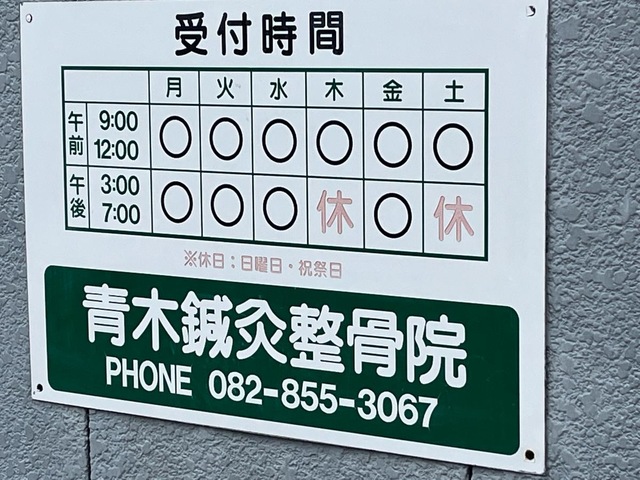 受付時間
月 火 水 木 金 土
午前 9:00 12:00 ○ ○ ○ ○ ○ ○
午後 3:00 7:00 ○ ○ ○ 休 ○ 休
※休日：日曜日・祝祭日
青木鍼灸整骨院
PHONE 082-855-3067